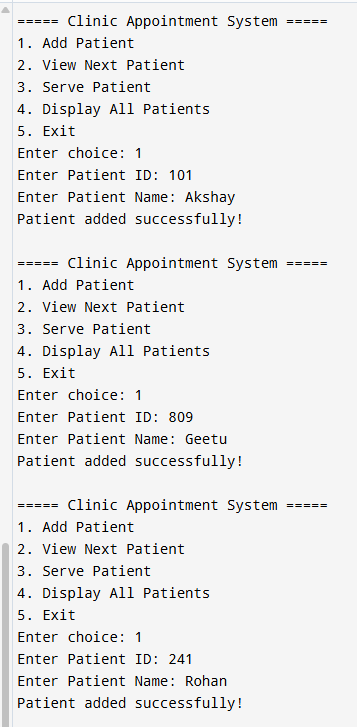 ===== Clinic Appointment System =====
1. Add Patient
2. View Next Patient
3. Serve Patient
4. Display All Patients
5. Exit
Enter choice: 1
Enter Patient ID: 101
Enter Patient Name: Akshay
Patient added successfully!

===== Clinic Appointment System =====
1. Add Patient
2. View Next Patient
3. Serve Patient
4. Display All Patients
5. Exit
Enter choice: 1
Enter Patient ID: 809
Enter Patient Name: Geetu
Patient added successfully!

===== Clinic Appointment System =====
1. Add Patient
2. View Next Patient
3. Serve Patient
4. Display All Patients
5. Exit
Enter choice: 1
Enter Patient ID: 241
Enter Patient Name: Rohan
Patient added successfully!